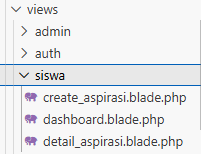 views
admin
auth
siswa
create_aspirasi.blade.php
dashboard.blade.php
detail_aspirasi.blade.php